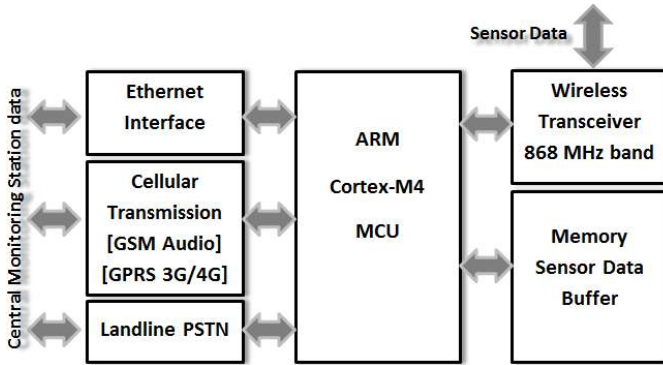 Sensor Data
Central Monitoring Station data
Ethernet
Interface
Cellular
Transmission
[GSM Audio]
[GPRS 3G/4G]
Landline PSTN
ARM
Cortex-M4
MCU
Wireless
Transceiver
868 MHz band
Memory
Sensor Data
Buffer